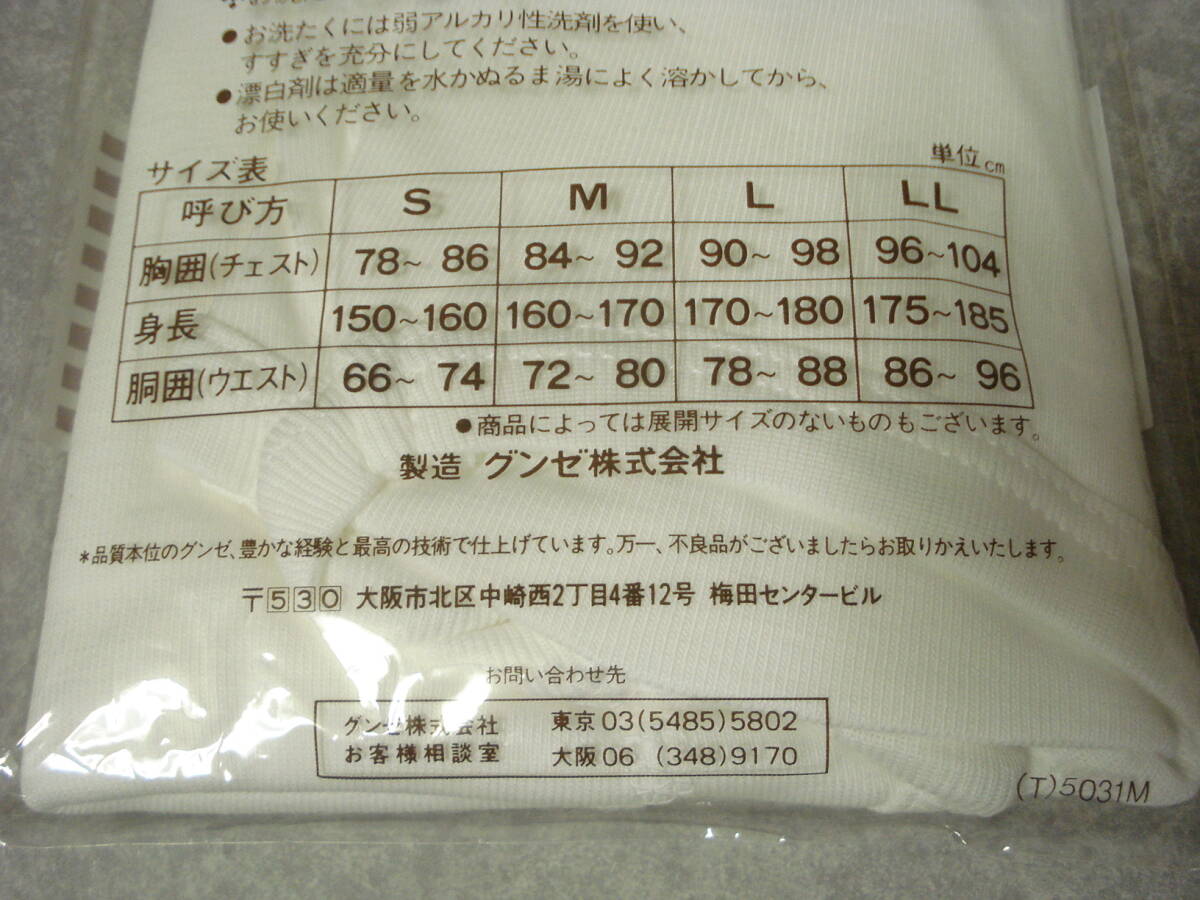 ● お洗たくには弱アルカリ性洗剤を使い、
すすぎを充分にしてください。
● 漂白剤は適量を水かぬるま湯によく溶かしてから、
お使いください。
サイズ表 単位cm
呼び方 S M L LL
胸囲(チェスト) 78~86 84~92 90~98 96~104
身長 150~160 160~170 170~180 175~185
胴囲(ウエスト) 66~74 72~80 78~88 86~96
●商品によっては展開サイズのないものもございます。
製造 グンゼ株式会社
*品質本位のグンゼ、豊かな経験と最高の技術で仕上げています。万一、不良品がございましたらお取りかえいたします。
〒530 大阪市北区中崎西2丁目4番12号 梅田センタービル
お問い合わせ先
グンゼ株式会社 東京 03(5485)5802
お客様相談室 大阪 06 (348)9170
(T)5031M